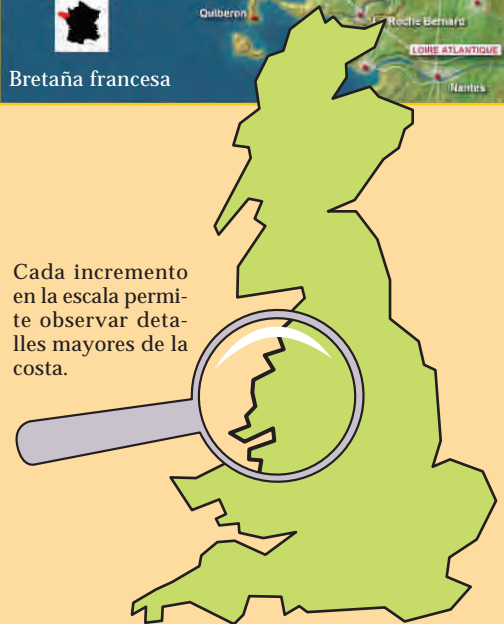 Quiberon
Roche Bernard
LOIRE ATLANTIQUE
Nantes
Bretaña francesa
Cada incremento
en la escala permi-
te observar deta-
lles mayores de la
costa.